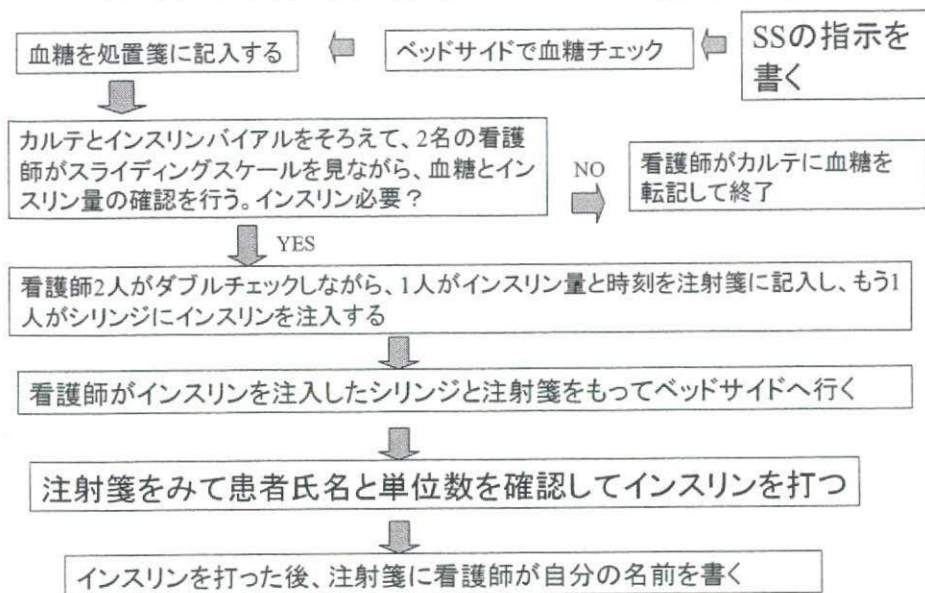 SSの指示を
書く
ベッドサイドで血糖チェック
血糖を処置箋に記入する
カルテとインスリンバイアルをそろえて、2名の看護
師がスライディングスケールを見ながら、血糖とイン
スリン量の確認を行う。インスリン必要？
NO
看護師がカルテに血糖を
転記して終了
YES
看護師2人がダブルチェックしながら、1人がインスリン量と時刻を注射箋に記入し、もう1
人がシリンジにインスリンを注入する
看護師がインスリンを注入したシリンジと注射箋をもってベッドサイドへ行く
注射箋をみて患者氏名と単位数を確認してインスリンを打つ
インスリンを打った後、注射箋に看護師が自分の名前を書く